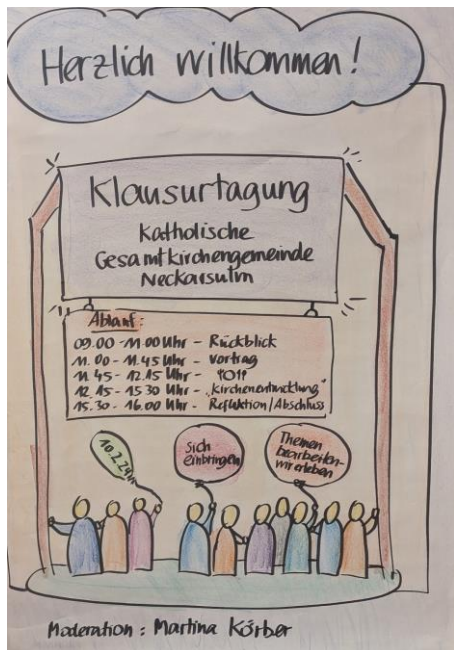 Herzlich willkommen!
Klausurtagung
Katholische
Gesamtkirchengemeinde
Neckarsulm
Ablauf:
09.00 - 11.00 Uhr - Rückblick
11.00 - 11.45 Uhr - Vortrag
11.45 - 12.15 Uhr -
12.15 - 15.30 Uhr - „Kirchenentwicklung"
15.30 - 16.00 Uhr - Reflektion/Abschluss
10.2.24
Sich
einbringen
Themen
bearbeiten-
wir erleben
Moderation: Martina Körber